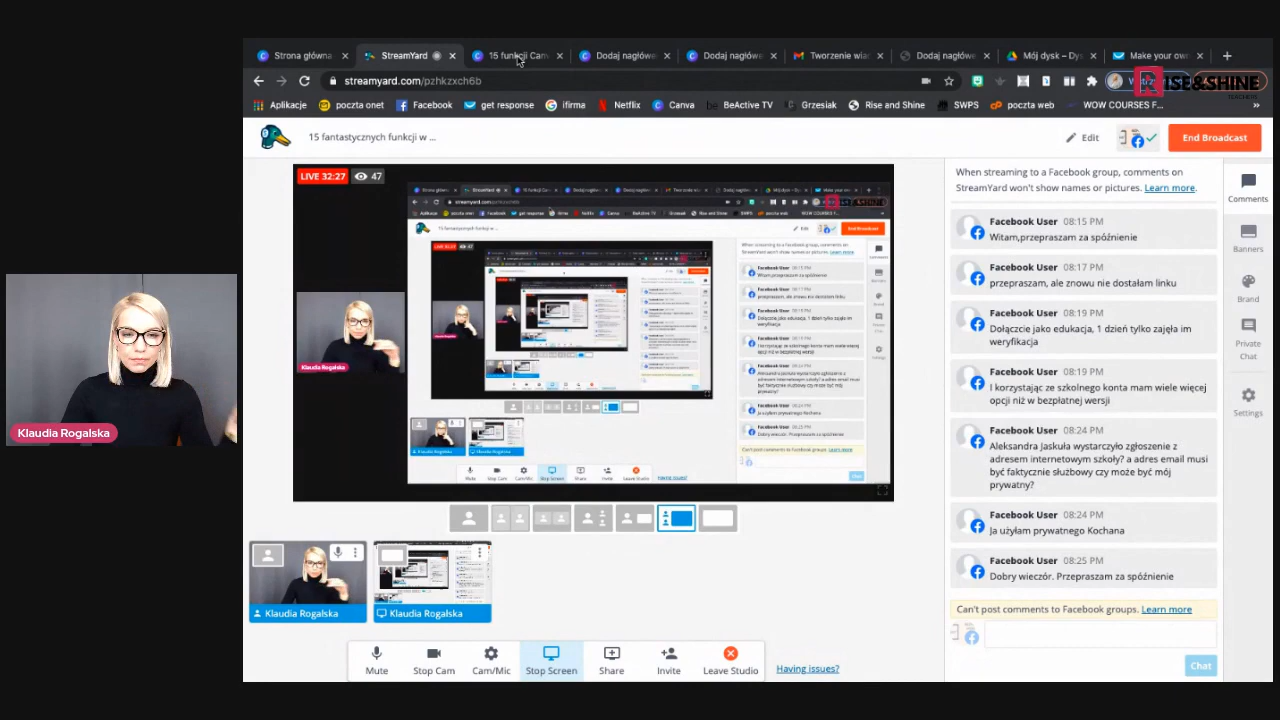 Strona główna
StreamYard
15 funkcji Can
Dodaj nagłówe
Dodaj nagłówe
Tworzenie wia
Dodaj nagłówe
Mój dysk – Dys
Make your own
streamyard.com/pzhkzxch6b
RISE&SHINE
TEACHERS
Aplikacje
poczta onet
Facebook
get response
ifirma
Netflix
Canva
BeActive TV
Grzesiak
Rise and Shine
SWPS
poczta web
WOW COURSES F...
15 fantastycznych funkcji w ...
Edit
End Broadcast
LIVE 32:27
47
When streaming to a Facebook group, comments on
StreamYard won't show names or pictures. Learn more.
Facebook User 08:15 PM
Witam,przepraszam za spóźnienie
Facebook User 08:17 PM
przepraszam, ale znowu nie dostałam linku
Facebook User 08:19 PM
Dołączcie jako edukacja, 1 dzień tylko zajęła im
weryfikacja
Facebook User 08:19 PM
I korzystając ze szkolnego konta mam wiele więcej
opcji niż w bezpłatnej wersji
Facebook User 08:24 PM
Aleksandra Jaskuła wystarczyło zgłoszenie z
adresem internetowym szkoły? a adres email musi
być faktycznie służbowy czy może być mój
prywatny?
Facebook User 08:24 PM
Ja użyłam prywatnego Kochana
Facebook User 08:25 PM
Dobry wieczór. Przepraszam za spóźnienie
Can't post comments to Facebook groups. Learn more
Chat
Comments
Banners
Brand
Private
Chat
Settings
Klaudia Rogalska
Klaudia Rogalska
Klaudia Rogalska
Klaudia Rogalska
Mute
Stop Cam
Cam/Mic
Stop Screen
Share
Invite
Leave Studio
Having issues?